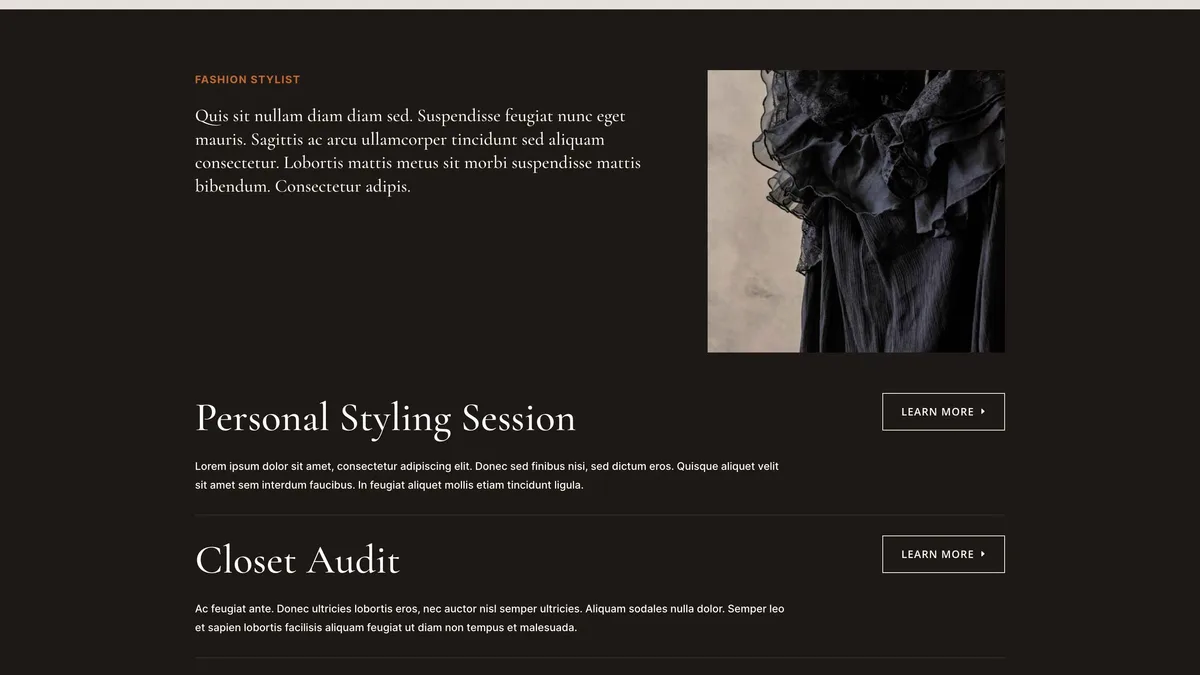 FASHION STYLIST
Quis sit nullam diam diam sed. Suspendisse feugiat nunc eget
mauris. Sagittis ac arcu ullamcorper tincidunt sed aliquam
consectetur. Lobortis mattis metus sit morbi suspendisse mattis
bibendum. Consectetur adipis.
Personal Styling Session
LEARN MORE
Lorem ipsum dolor sit amet, consectetur adipiscing elit. Donec sed finibus nisi, sed dictum eros. Quisque aliquet velit
sit amet sem interdum faucibus. In feugiat aliquet mollis etiam tincidunt ligula.
Closet Audit
LEARN MORE
Ac feugiat ante. Donec ultricies lobortis eros, nec auctor nisl semper ultricies. Aliquam sodales nulla dolor. Semper leo
et sapien lobortis facilisis aliquam feugiat ut diam non tempus et malesuada.